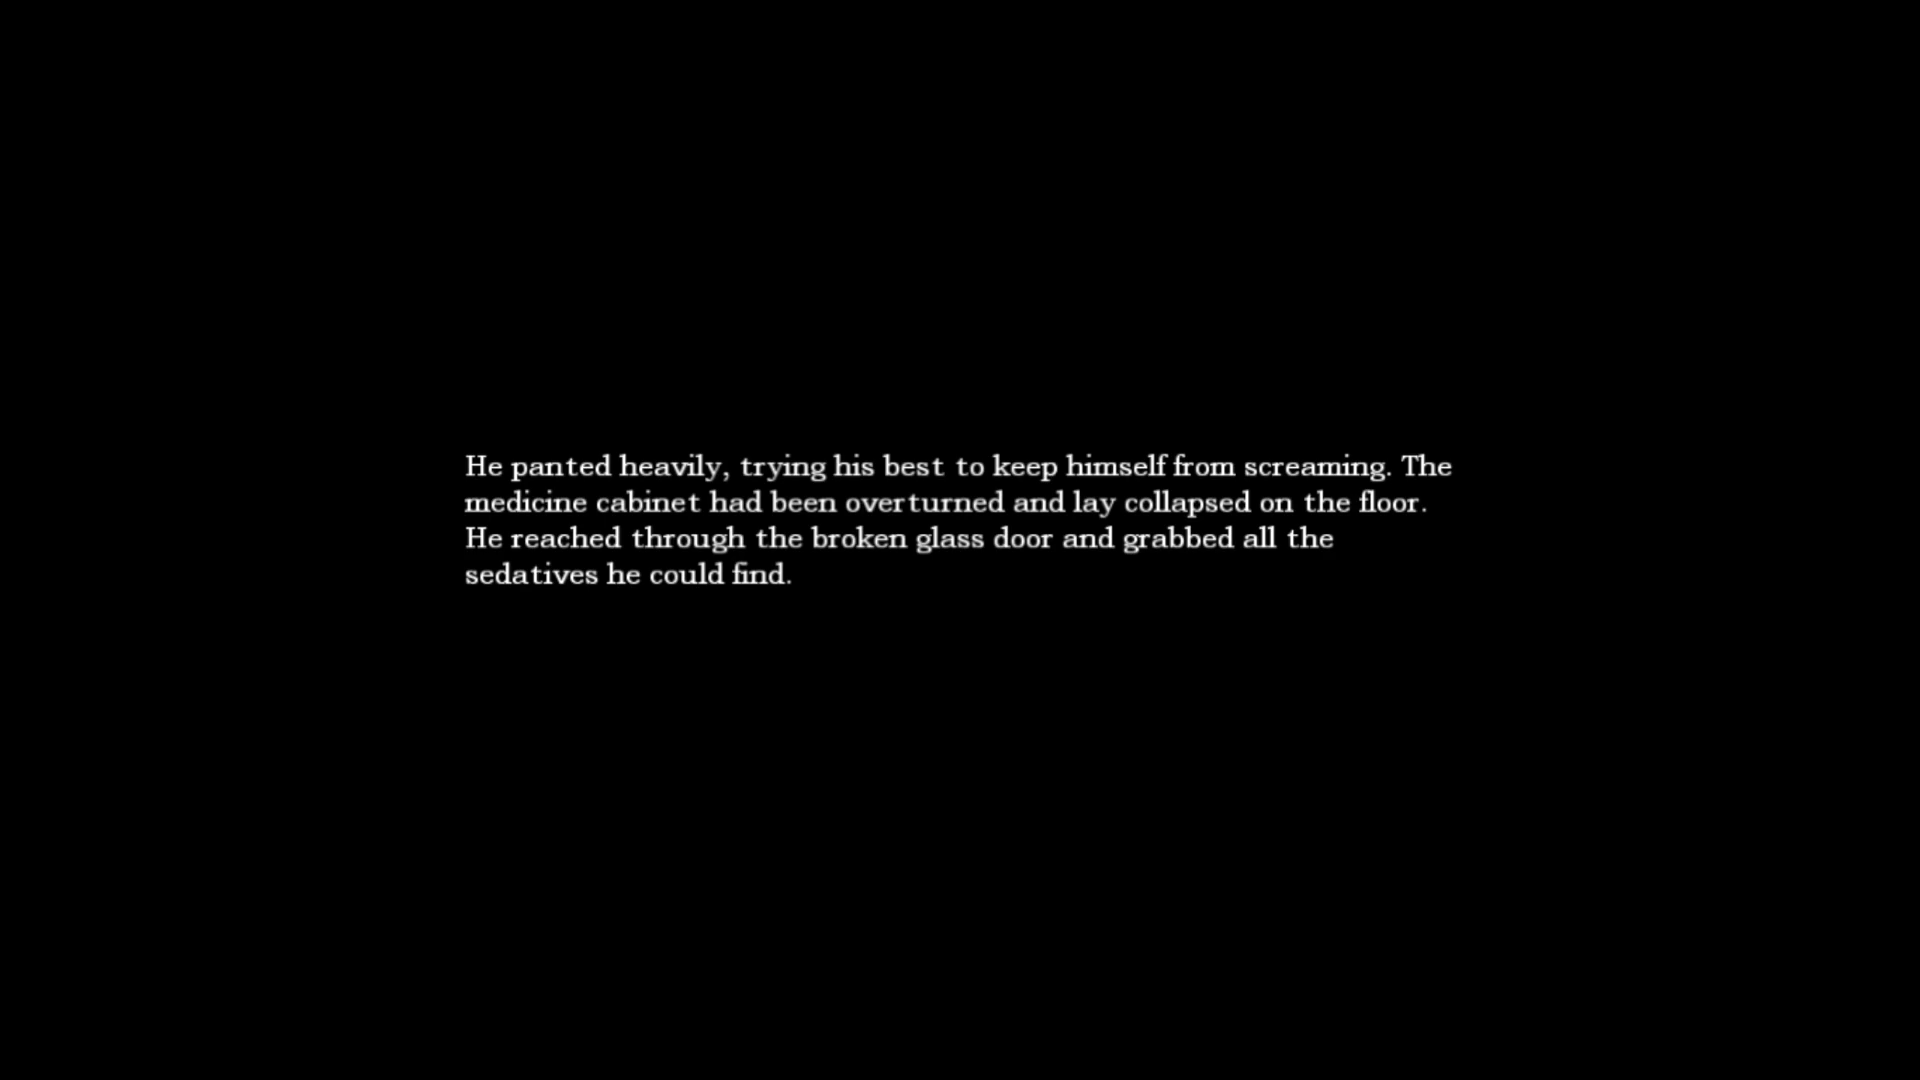 He panted heavily, trying his best to keep himself from screaming. The
medicine cabinet had been overturned and lay collapsed on the floor.
He reached through the broken glass door and grabbed all the
sedatives he could find.